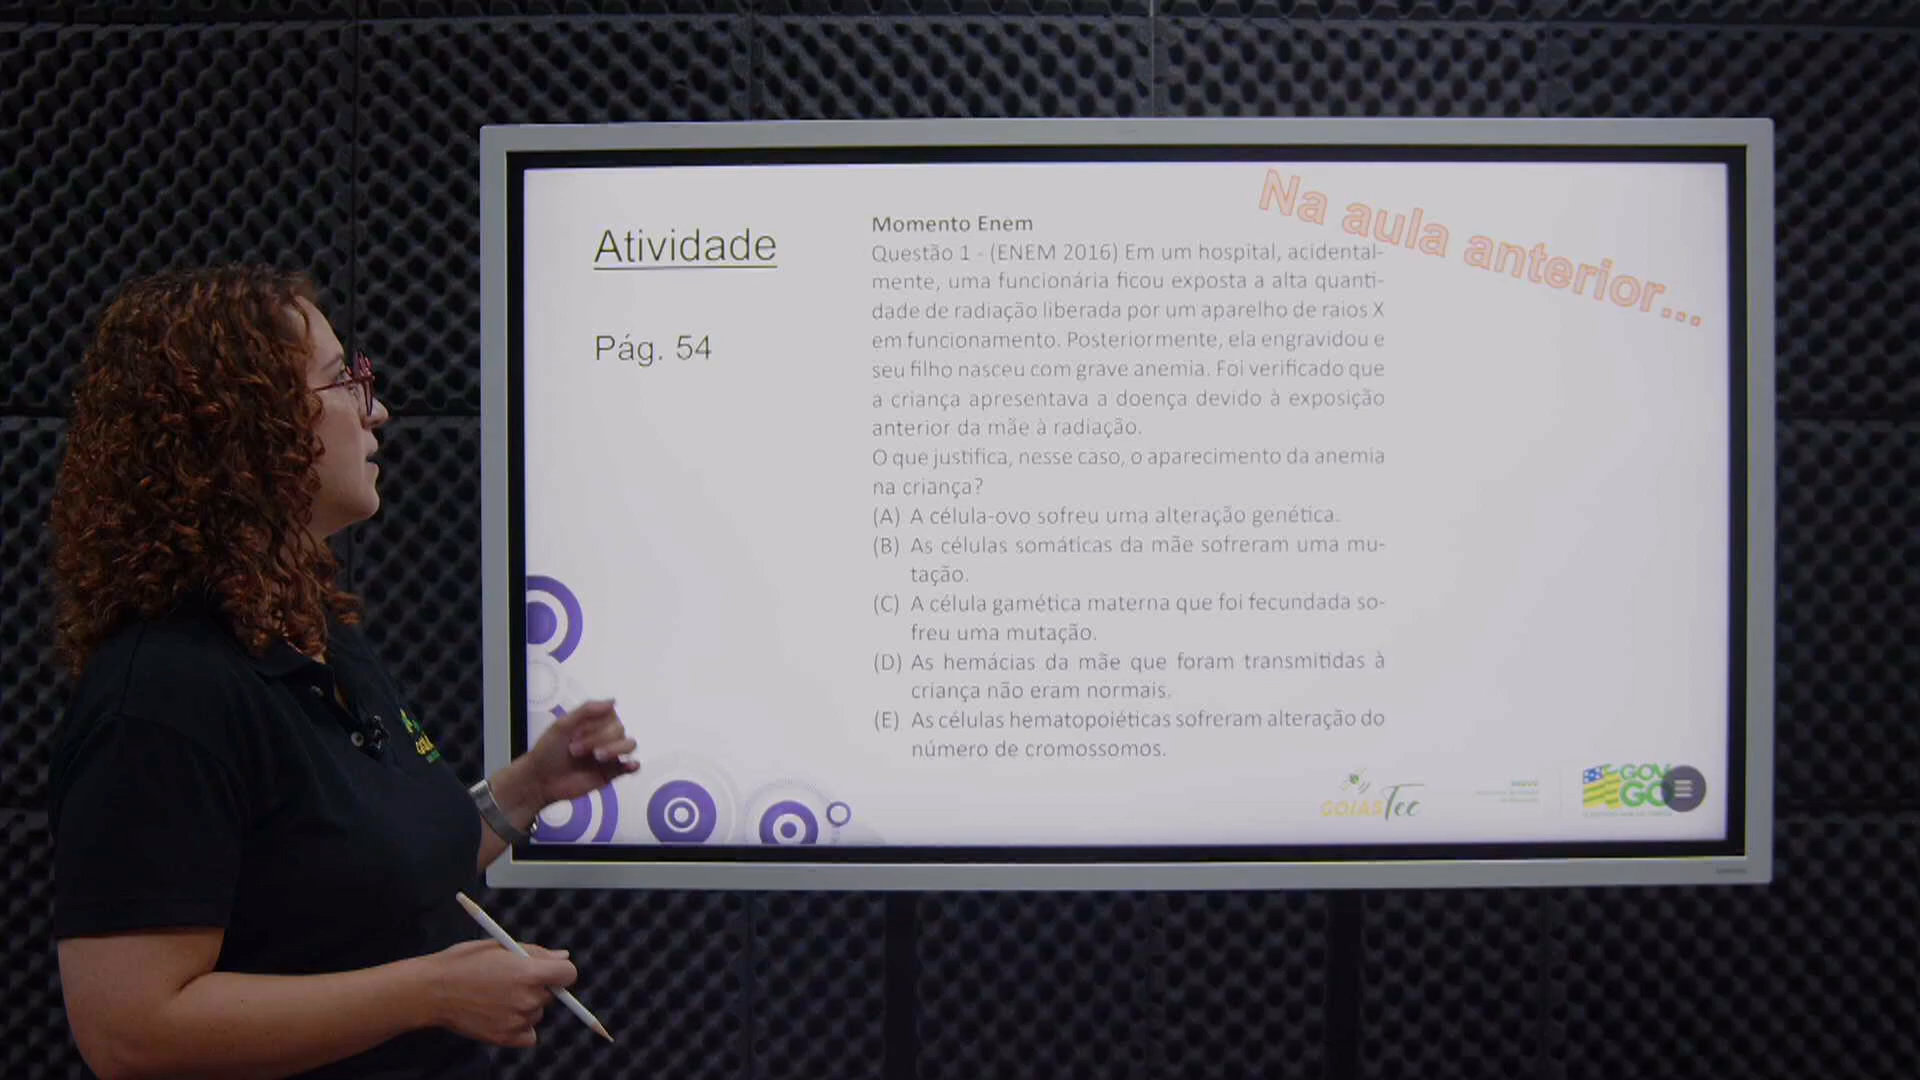 Na aula anterior...
Atividade
Pág. 54
Momento Enem
Questão 1 - (ENEM 2016) Em um hospital, acidental-
mente, uma funcionária ficou exposta a alta quanti-
dade de radiação liberada por um aparelho de raios X
em funcionamento. Posteriormente, ela engravidou e
seu filho nasceu com grave anemia. Foi verificado que
a criança apresentava a doença devido à exposição
anterior da mãe à radiação.
O que justifica, nesse caso, o aparecimento da anemia
na criança?
(A) A célula-ovo sofreu uma alteração genética.
(B) As células somáticas da mãe sofreram uma mu-
tação.
(C) A célula gamética materna que foi fecundada so-
freu uma mutação.
(D) As hemácias da mãe que foram transmitidas à
criança não eram normais.
(E) As células hematopoiéticas sofreram alteração do
número de cromossomos.
GOIÁS Tec
GOV
GO